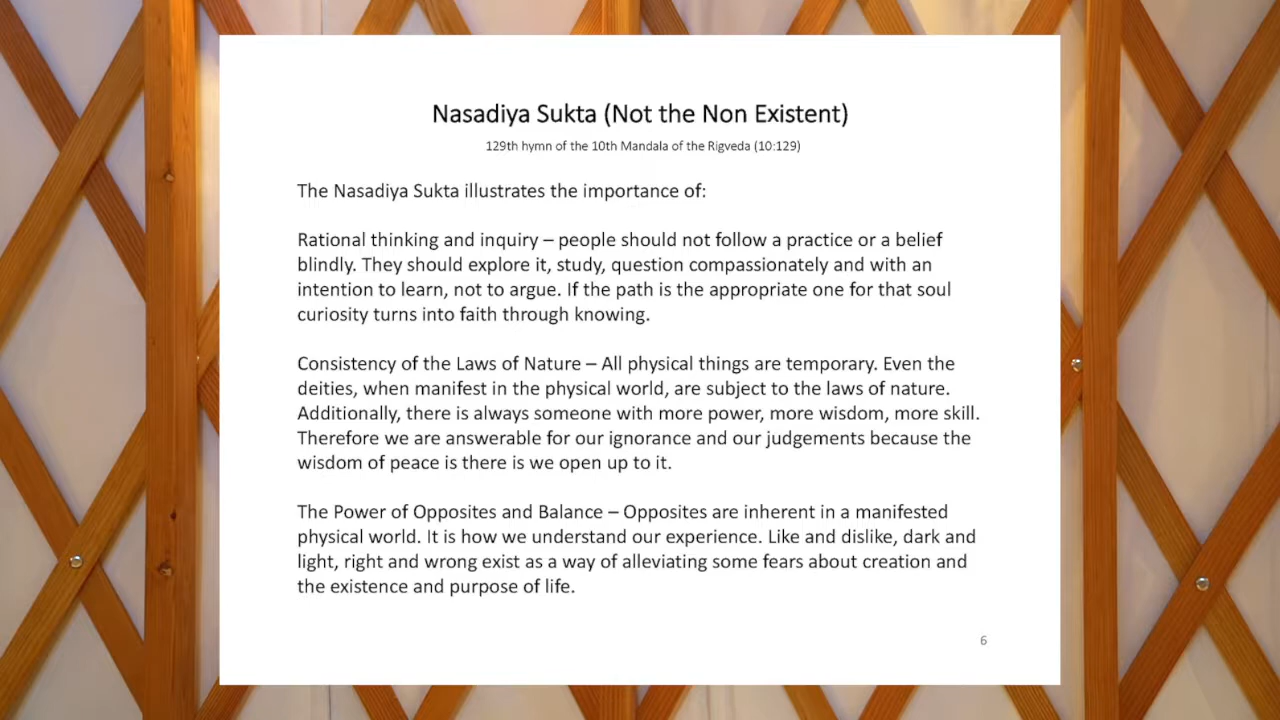 Nasadiya Sukta (Not the Non Existent)
129th hymn of the 10th Mandala of the Rigveda (10:129)
The Nasadiya Sukta illustrates the importance of:
Rational thinking and inquiry – people should not follow a practice or a belief
blindly. They should explore it, study, question compassionately and with an
intention to learn, not to argue. If the path is the appropriate one for that soul
curiosity turns into faith through knowing.
Consistency of the Laws of Nature – All physical things are temporary. Even the
deities, when manifest in the physical world, are subject to the laws of nature.
Additionally, there is always someone with more power, more wisdom, more skill.
Therefore we are answerable for our ignorance and our judgements because the
wisdom of peace is there is we open up to it.
The Power of Opposites and Balance – Opposites are inherent in a manifested
physical world. It is how we understand our experience. Like and dislike, dark and
light, right and wrong exist as a way of alleviating some fears about creation and
the existence and purpose of life.
6